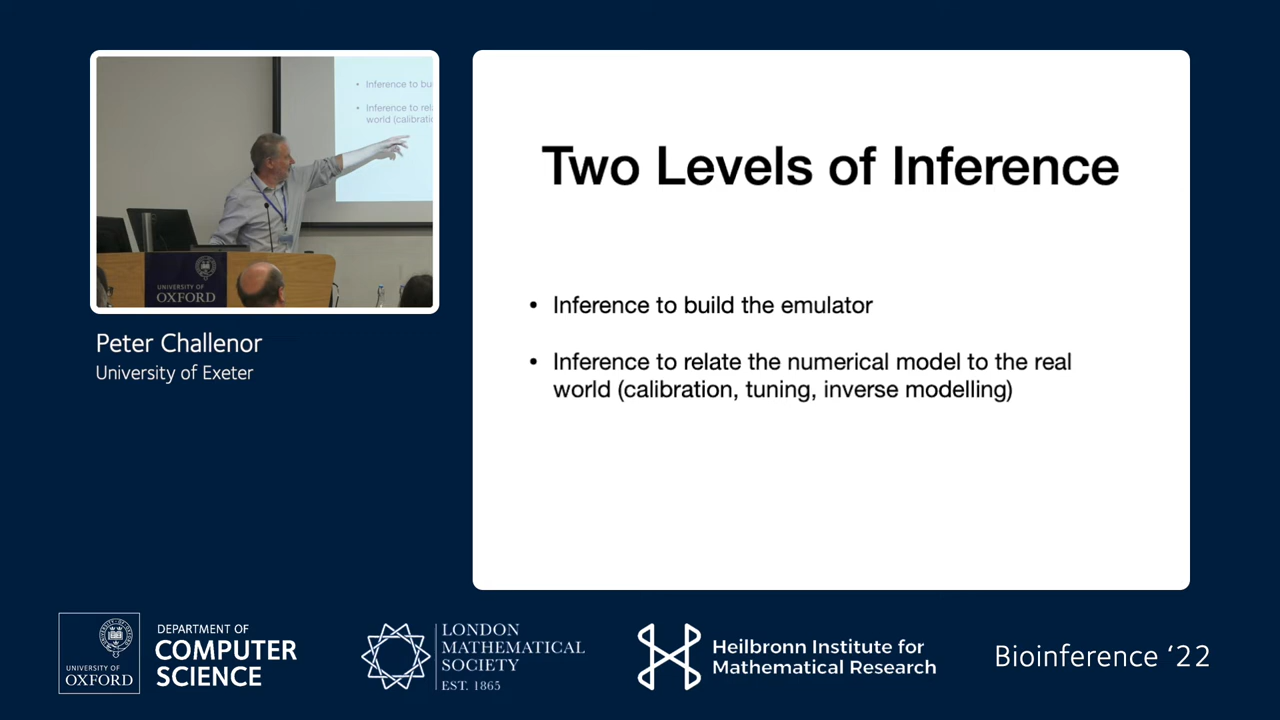 • Inference to bu
• Inference to rel
world (calibratio
UNIVERSITY OF
OXFORD
Peter Challenor
University of Exeter
Two Levels of Inference
• Inference to build the emulator
• Inference to relate the numerical model to the real
world (calibration, tuning, inverse modelling)
UNIVERSITY OF
OXFORD
DEPARTMENT OF
COMPUTER
SCIENCE
LONDON
MATHEMATICAL
SOCIETY
EST. 1865
Heilbronn Institute for
Mathematical Research
Bioinference ‘22